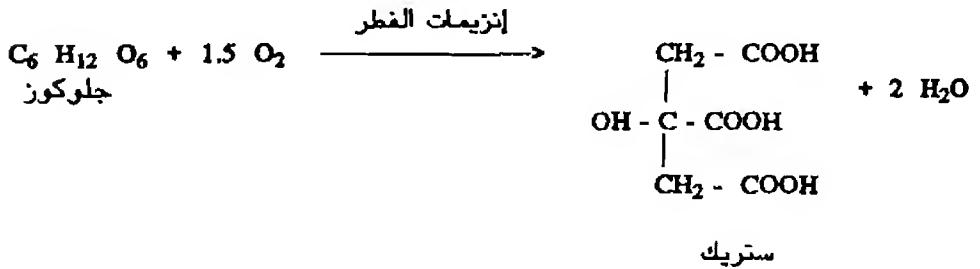 إنزيمات الفطر
C6 H12 O6 + 1.5 O2 ⟶ CH2 - COOH
جلوكوز
+ 2 H2O
OH - C - COOH
CH2 - COOH
ستريك